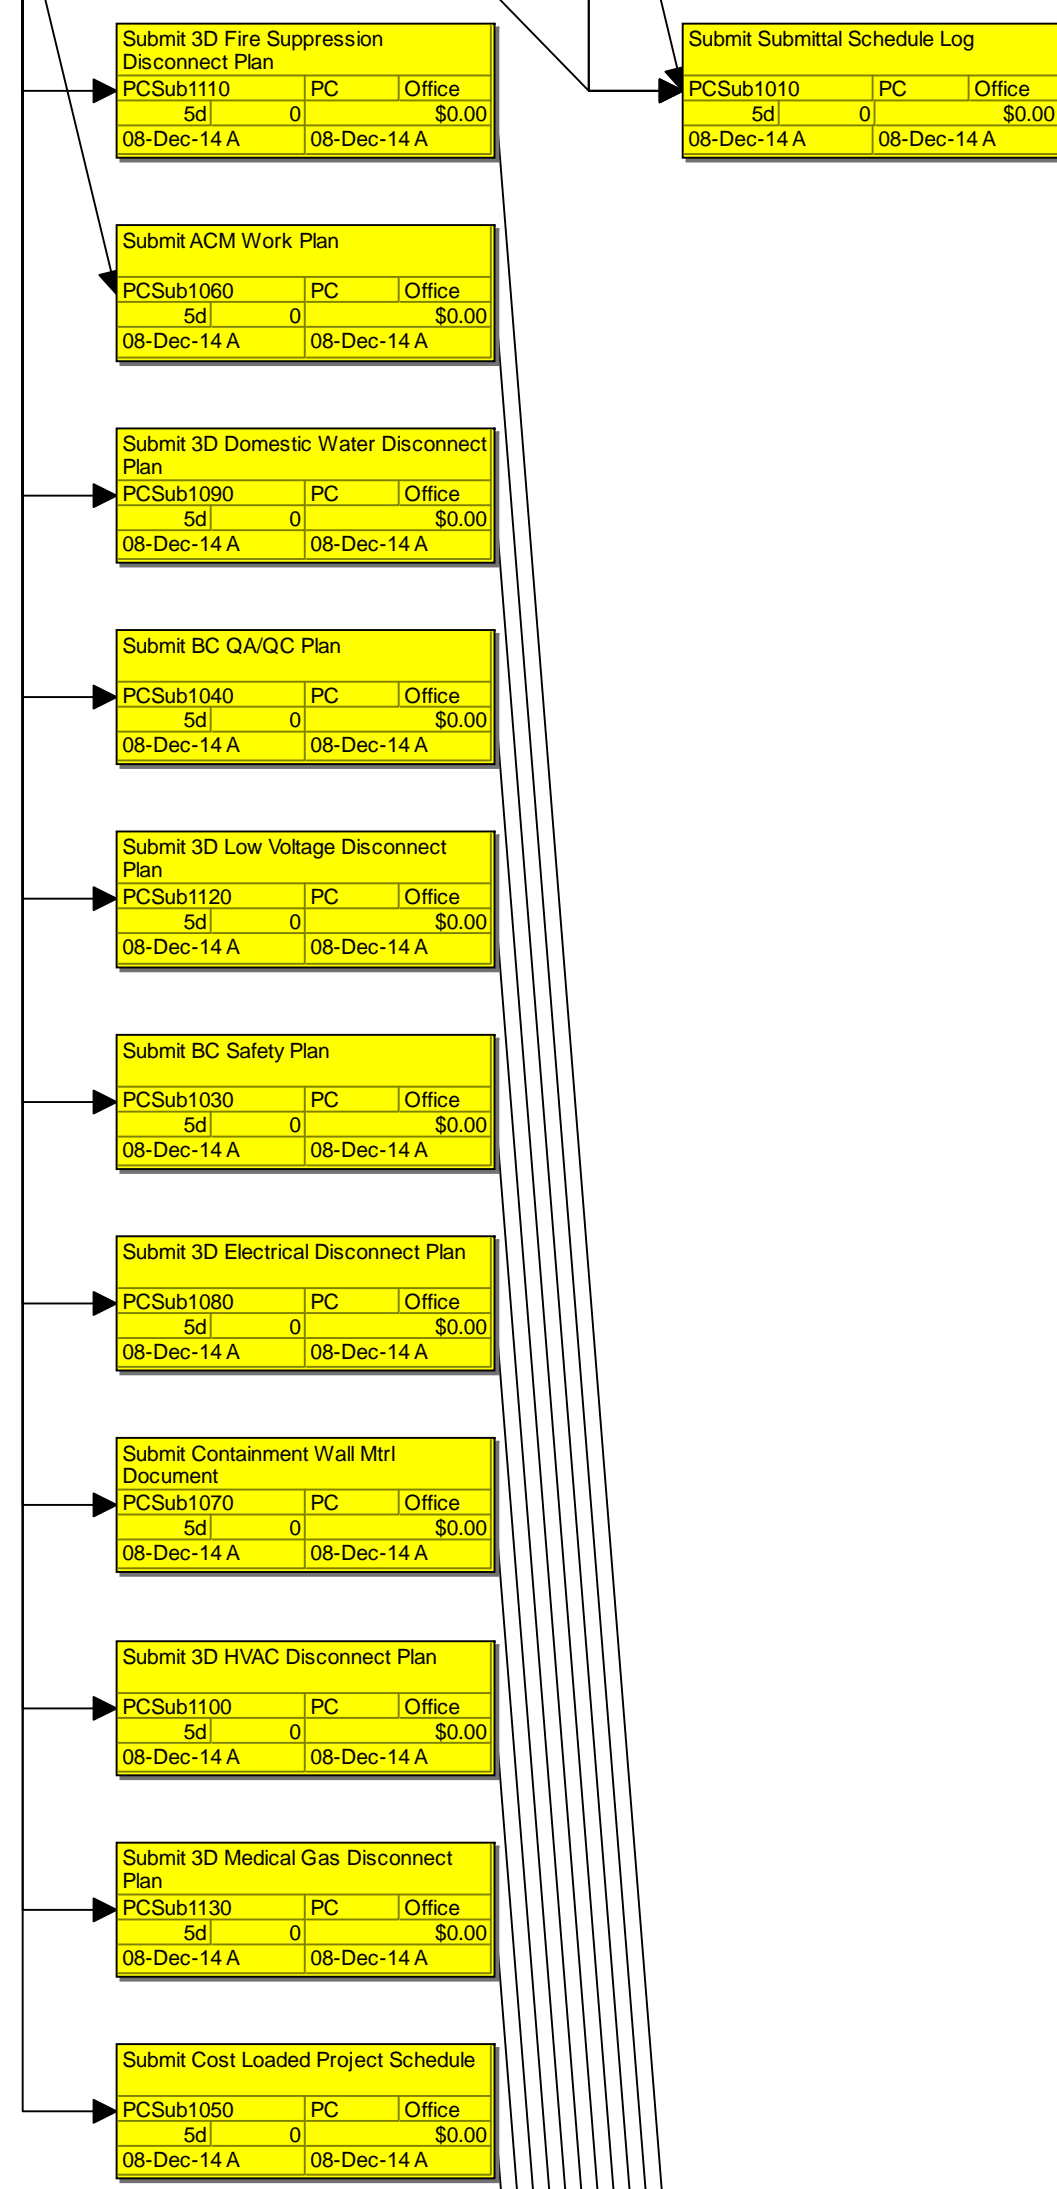 Submit 3D Fire Suppression
Disconnect Plan
PCSub1110 PC Office
5d 0 $0.00
08-Dec-14 A 08-Dec-14 A
Submit Submittal Schedule Log
PCSub1010 PC Office
5d 0 $0.00
08-Dec-14 A 08-Dec-14 A
Submit ACM Work Plan
PCSub1060 PC Office
5d 0 $0.00
08-Dec-14 A 08-Dec-14 A
Submit 3D Domestic Water Disconnect
Plan
PCSub1090 PC Office
5d 0 $0.00
08-Dec-14 A 08-Dec-14 A
Submit BC QA/QC Plan
PCSub1040 PC Office
5d 0 $0.00
08-Dec-14 A 08-Dec-14 A
Submit 3D Low Voltage Disconnect
Plan
PCSub1120 PC Office
5d 0 $0.00
08-Dec-14 A 08-Dec-14 A
Submit BC Safety Plan
PCSub1030 PC Office
5d 0 $0.00
08-Dec-14 A 08-Dec-14 A
Submit 3D Electrical Disconnect Plan
PCSub1080 PC Office
5d 0 $0.00
08-Dec-14 A 08-Dec-14 A
Submit Containment Wall Mtrl
Document
PCSub1070 PC Office
5d 0 $0.00
08-Dec-14 A 08-Dec-14 A
Submit 3D HVAC Disconnect Plan
PCSub1100 PC Office
5d 0 $0.00
08-Dec-14 A 08-Dec-14 A
Submit 3D Medical Gas Disconnect
Plan
PCSub1130 PC Office
5d 0 $0.00
08-Dec-14 A 08-Dec-14 A
Submit Cost Loaded Project Schedule
PCSub1050 PC Office
5d 0 $0.00
08-Dec-14 A 08-Dec-14 A